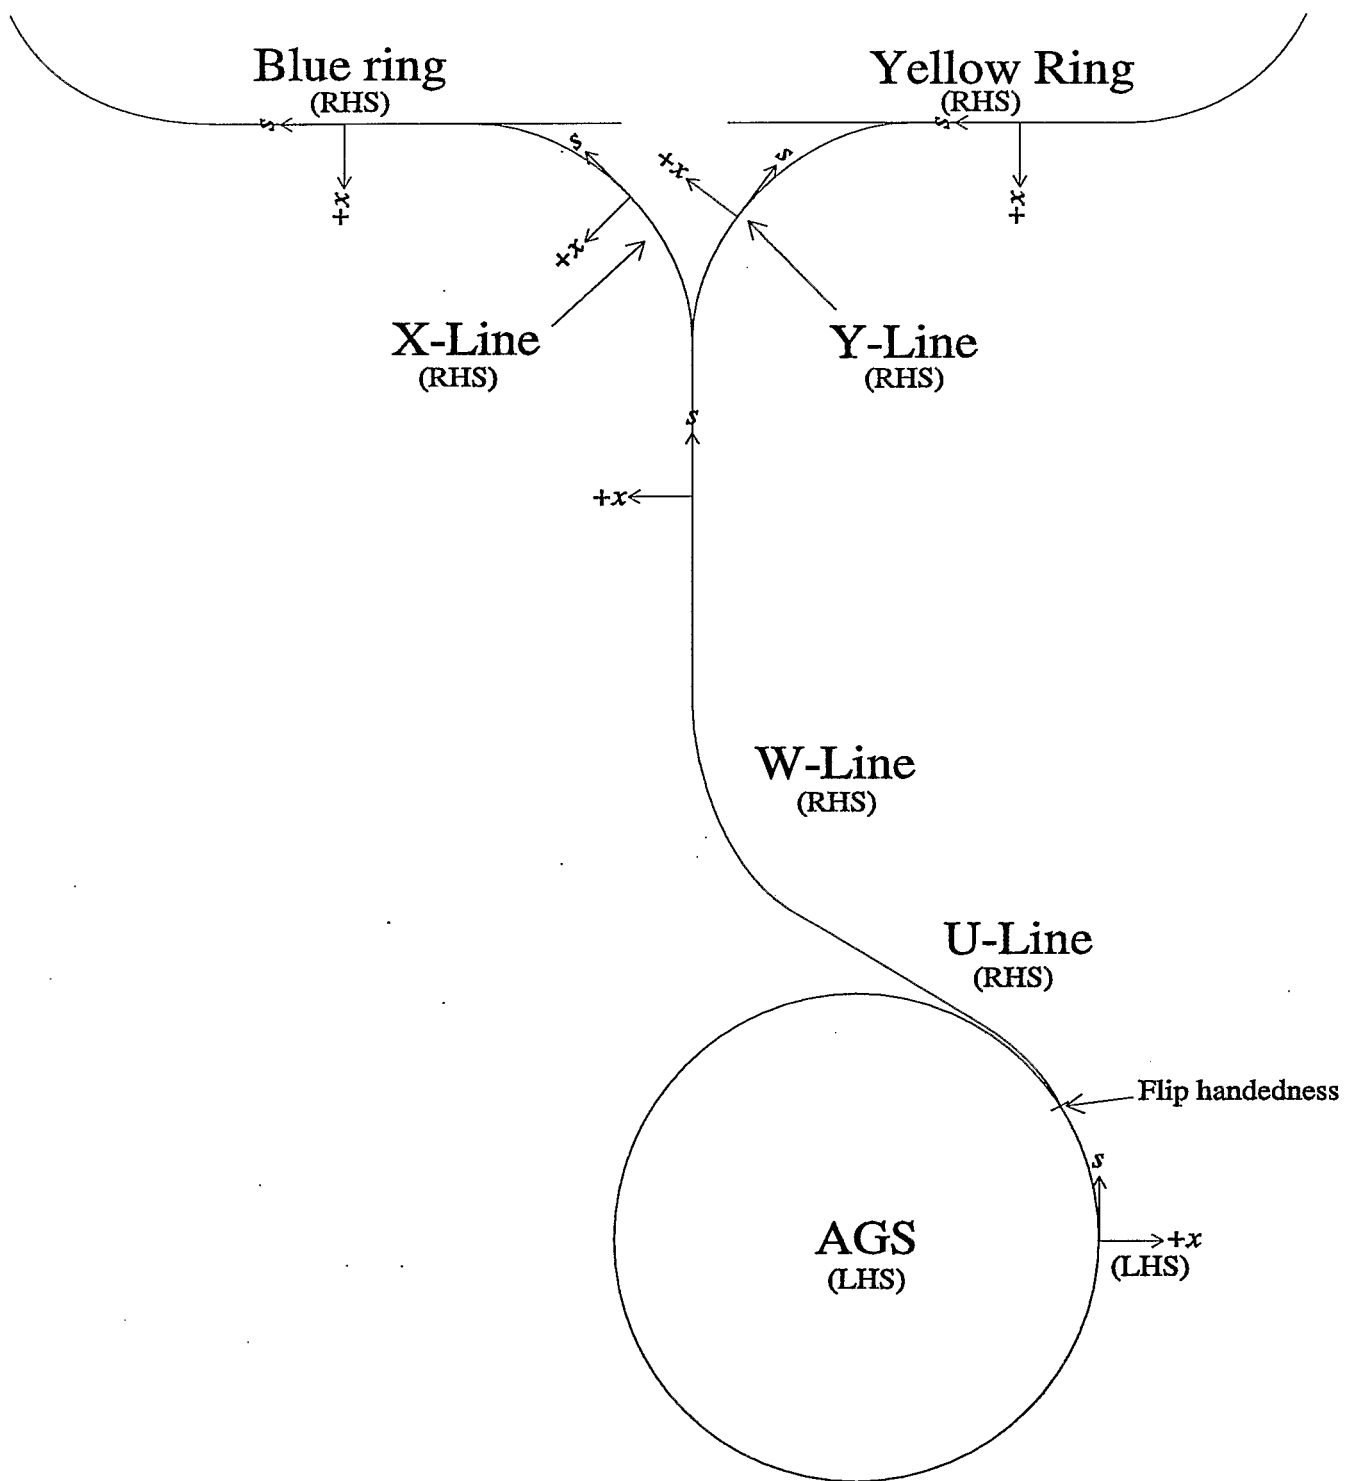 Blue ring
(RHS)
Yellow Ring
(RHS)
s
s
s
s
+x
+x
+x
+x
X-Line
(RHS)
Y-Line
(RHS)
s
+x
W-Line
(RHS)
U-Line
(RHS)
Flip handedness
s
AGS
(LHS)
+x
(LHS)